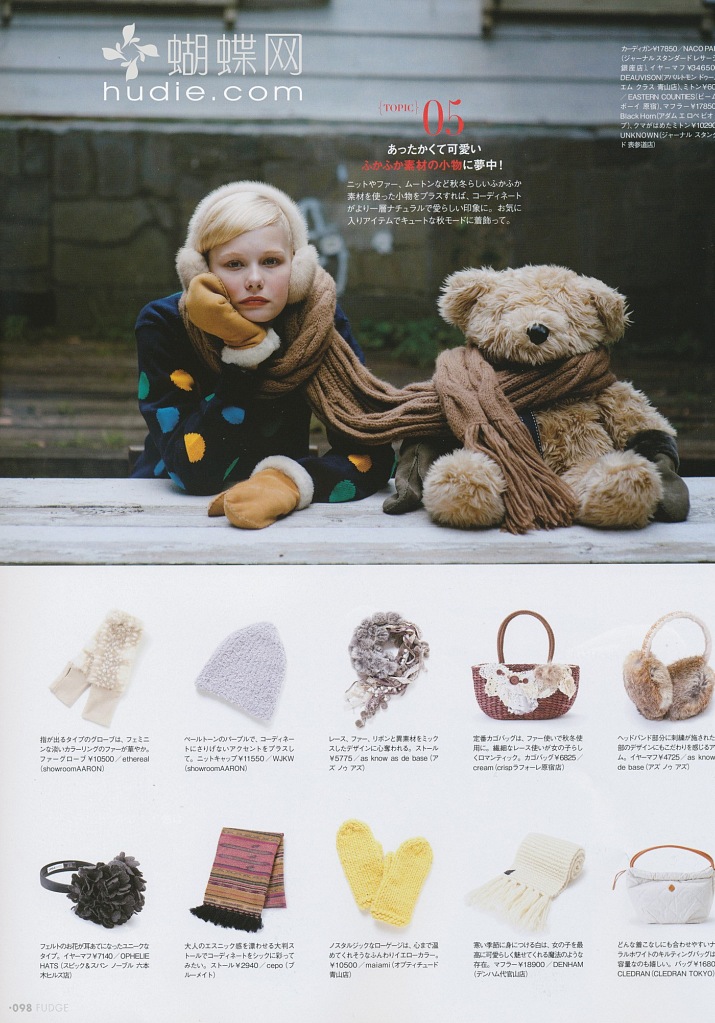 蝴蝶网
hudie.com
カーディガン¥17850／NACO PA
(ジャーナル スタンダード レサー
銀座店)、イヤーマフ¥34650
DEAUVISON(アパルトモン ドゥー
エム クラス 青山店)、ミトン¥60
／EASTERN COUNTIES(ビーム
ボーイ 原宿)、マフラー¥17850
Black Horn(アダム エ ロペ ビオ
プ)、クマがはめたミトン¥10290
UNKNOWN(ジャーナル スタン
ド 表参道店)
TOPIC 05
あったかくて可愛い
ふかふか素材の小物に夢中！
ニットやファー、ムートンなど秋冬らしいふかふか
素材を使った小物をプラスすれば、コーディネート
がより一層ナチュラルで愛らしい印象に。お気に
入りアイテムでキュートな秋モードに着飾って。
指が出るタイプのグローブは、フェミニ
ンな淡いカラーリングのファーが華やか。
ファーグローブ¥10500／ethereal
(showroomAARON)
ペールトーンのパープルで、コーディネー
トにさりげないアクセントをプラスし
て。ニットキャップ¥11550／WJKW
(showroomAARON)
レース、ファー、リボンと異素材をミック
スしたデザインに心奪われる。ストール
¥5775／as know as de base(ア
ズ ノゥ アズ)
定番カゴバッグは、ファー使いで秋冬使
用に。繊細なレース使いが女の子らしく
ロマンティック。カゴバッグ¥6825／
cream(crispラフォーレ原宿店)
ヘッドバンド部分に刺繍が施された
部のデザインにもこだわりを感じるア
ム。イヤーマフ¥4725／as know
de base(アズ ノゥ アズ)
フェルトのお花が耳あてになったユニークな
タイプ。イヤーマフ¥7140／OPHELIE
HATS(スピック&スパン ノーブル 六本
木ヒルズ店)
大人のエスニック感を漂わせる大判ス
トールでコーディネートをシックに彩って
みたい。ストール¥2940／cepo(ブ
ルーメイト)
ノスタルジックなローゲージは、心まで温
めてくれそうなふんわりイエローカラー。
¥10500／maiami(オプティチュード
青山店)
寒い季節に身につける白は、女の子を最
高に可愛らしく魅せてくれる魔法のような
存在。マフラー¥18900／DENHAM
(デンハム代官山店)
どんな着こなしにも合わせやすいナ
ラルホワイトのキルティングバッグは
容量なのも嬉しい。バッグ¥1680
CLEDRAN(CLEDRAN TOKYO)
·098 FUDGE